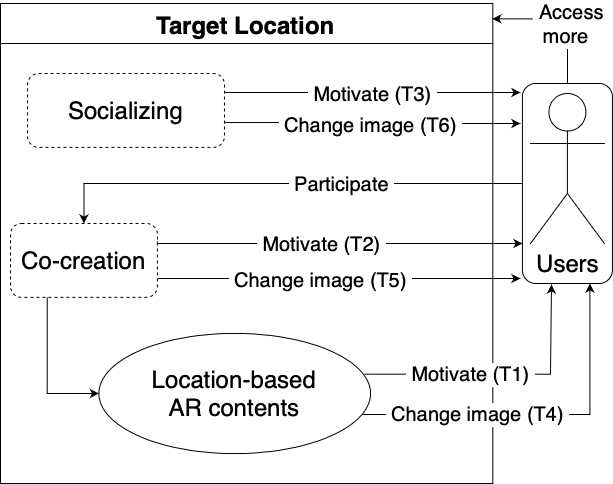 Access
more
Target Location
Socializing
Motivate (T3)
Change image (T6)
Participate
Co-creation
Motivate (T2)
Change image (T5)
Users
Location-based
AR contents
Motivate (T1)
Change image (T4)